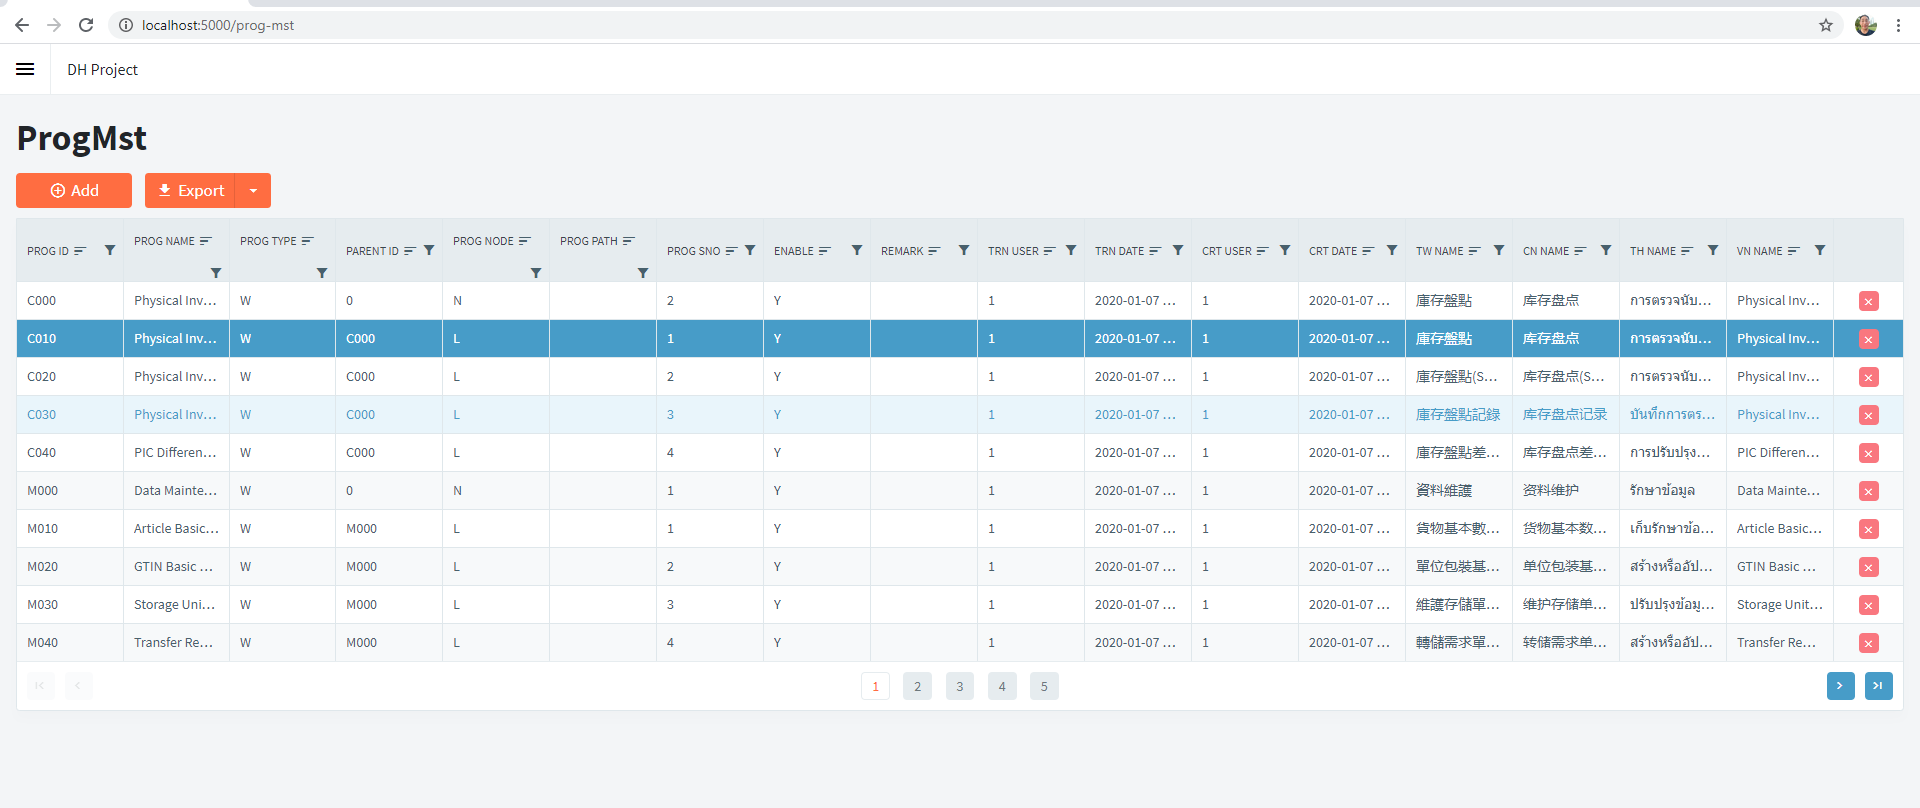 localhost:5000/prog-mst
DH Project
ProgMst
Add Export
PROG ID PROG NAME PROG TYPE PARENT ID PROG NODE PROG PATH PROG SNO ENABLE REMARK TRN USER TRN DATE CRT USER CRT DATE TW NAME CN NAME TH NAME VN NAME
C000 Physical Inv... W 0 N 2 Y 1 2020-01-07 ... 1 2020-01-07 ... 庫存盤點 库存盘点 การตรวจนับ... Physical Inv...
C010 Physical Inv... W C000 L 1 Y 1 2020-01-07 ... 1 2020-01-07 ... 庫存盤點 库存盘点 การตรวจนับ... Physical Inv...
C020 Physical Inv... W C000 L 2 Y 1 2020-01-07 ... 1 2020-01-07 ... 庫存盤點(S... 库存盘点(S... การตรวจนับ... Physical Inv...
C030 Physical Inv... W C000 L 3 Y 1 2020-01-07 ... 1 2020-01-07 ... 庫存盤點記錄 库存盘点记录 บันทึกการตร... Physical Inv...
C040 PIC Differen... W C000 L 4 Y 1 2020-01-07 ... 1 2020-01-07 ... 庫存盤點差... 库存盘点差... การปรับปรุง... PIC Differen...
M000 Data Mainte... W 0 N 1 Y 1 2020-01-07 ... 1 2020-01-07 ... 資料維護 资料维护 รักษาข้อมูล Data Mainte...
M010 Article Basic... W M000 L 1 Y 1 2020-01-07 ... 1 2020-01-07 ... 貨物基本數... 货物基本数... เก็บรักษาข้อ... Article Basic...
M020 GTIN Basic ... W M000 L 2 Y 1 2020-01-07 ... 1 2020-01-07 ... 單位包裝基... 单位包装基... สร้างหรืออัป... GTIN Basic ...
M030 Storage Uni... W M000 L 3 Y 1 2020-01-07 ... 1 2020-01-07 ... 維護存儲單... 维护存储单... ปรับปรุงข้อมู... Storage Unit...
M040 Transfer Re... W M000 L 4 Y 1 2020-01-07 ... 1 2020-01-07 ... 轉儲需求單... 转储需求单... สร้างหรืออัป... Transfer Re...
1 2 3 4 5